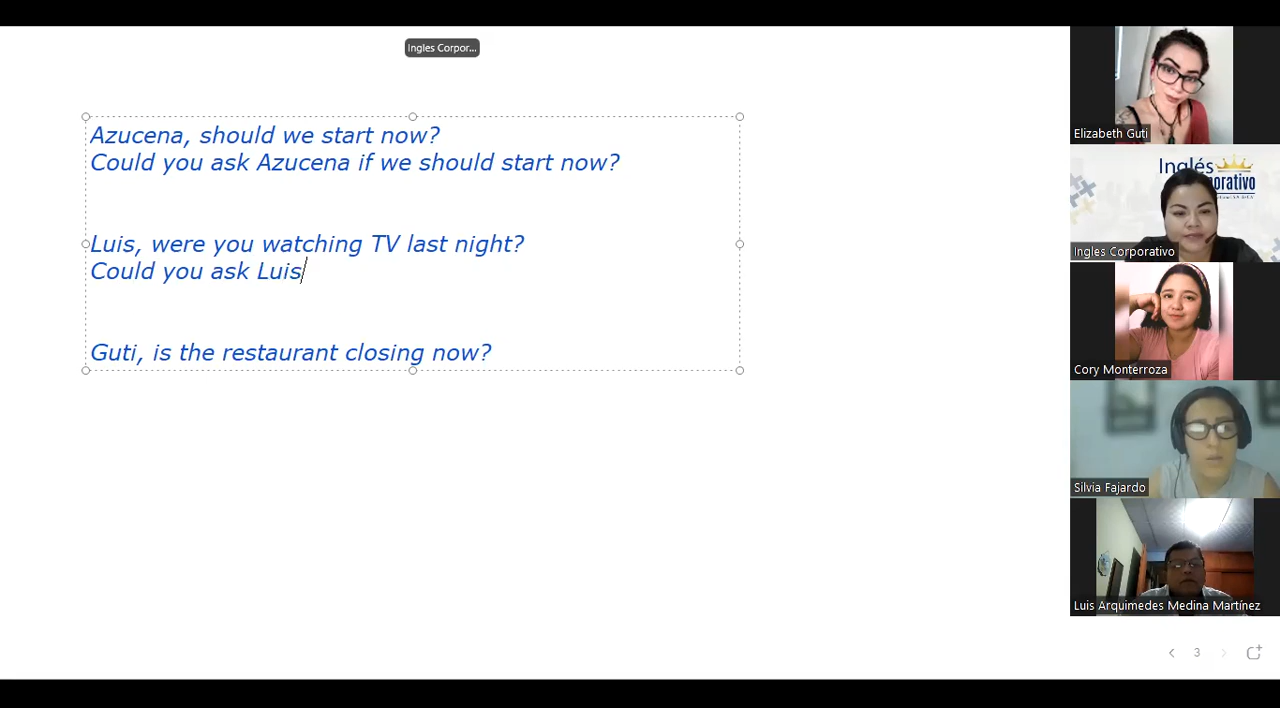 Ingles Corpor...
Azucena, should we start now?
Could you ask Azucena if we should start now?
Luis, were you watching TV last night?
Could you ask Luis
Guti, is the restaurant closing now?
Elizabeth Guti
Inglés
porativo
Ingles Corporativo
Cory Monterroza
Silvia Fajardo
Luis Arquimedes Medina Martínez
3